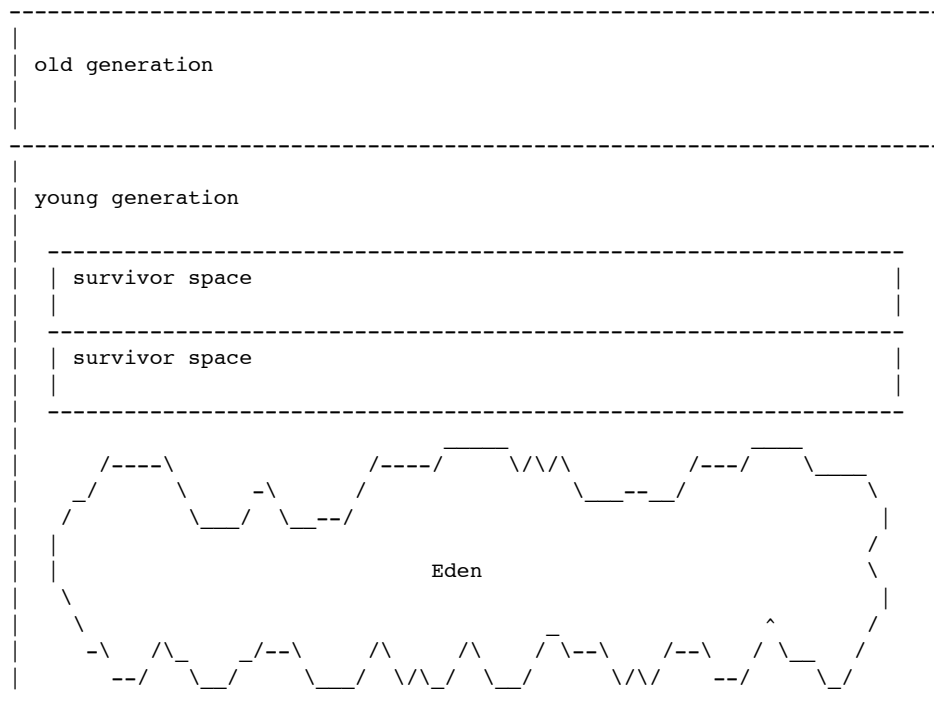 old generation
young generation
survivor space
survivor space
Eden